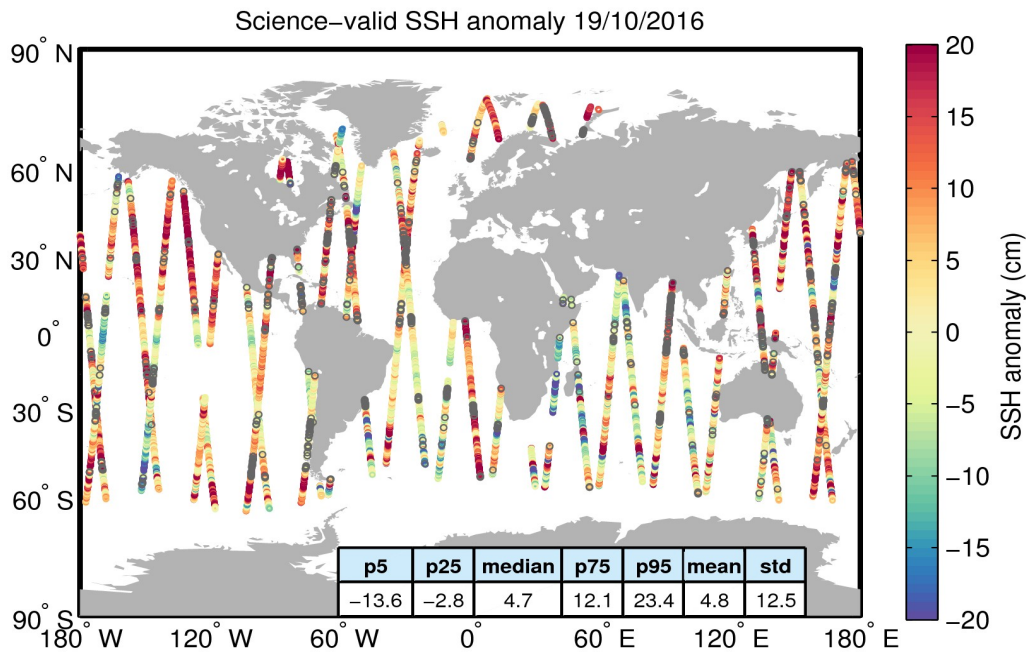 Science−valid SSH anomaly 19/10/2016
90° N
60° N
30° N
0°
30° S
60° S
90° S
180° W
120° W
60° W
0°
60° E
120° E
180° E
p5 p25 median p75 p95 mean std
−13.6 −2.8 4.7 12.1 23.4 4.8 12.5
20
15
10
5
0
−5
−10
−15
−20
SSH anomaly (cm)